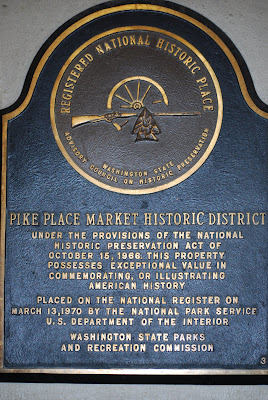 REGISTERED NATIONAL HISTORIC PLACE
WASHINGTON STATE
ADVISORY COUNCIL ON HISTORIC PRESERVATION
PIKE PLACE MARKET HISTORIC DISTRICT
UNDER THE PROVISIONS OF THE NATIONAL
HISTORIC PRESERVATION ACT OF
OCTOBER 15, 1966. THIS PROPERTY
POSSESSES EXCEPTIONAL VALUE IN
COMMEMORATING, OR ILLUSTRATING
AMERICAN HISTORY
PLACED ON THE NATIONAL REGISTER ON
MARCH 13, 1970 BY THE NATIONAL PARK SERVICE
U.S. DEPARTMENT OF THE INTERIOR
WASHINGTON STATE PARKS
AND RECREATION COMMISSION
3